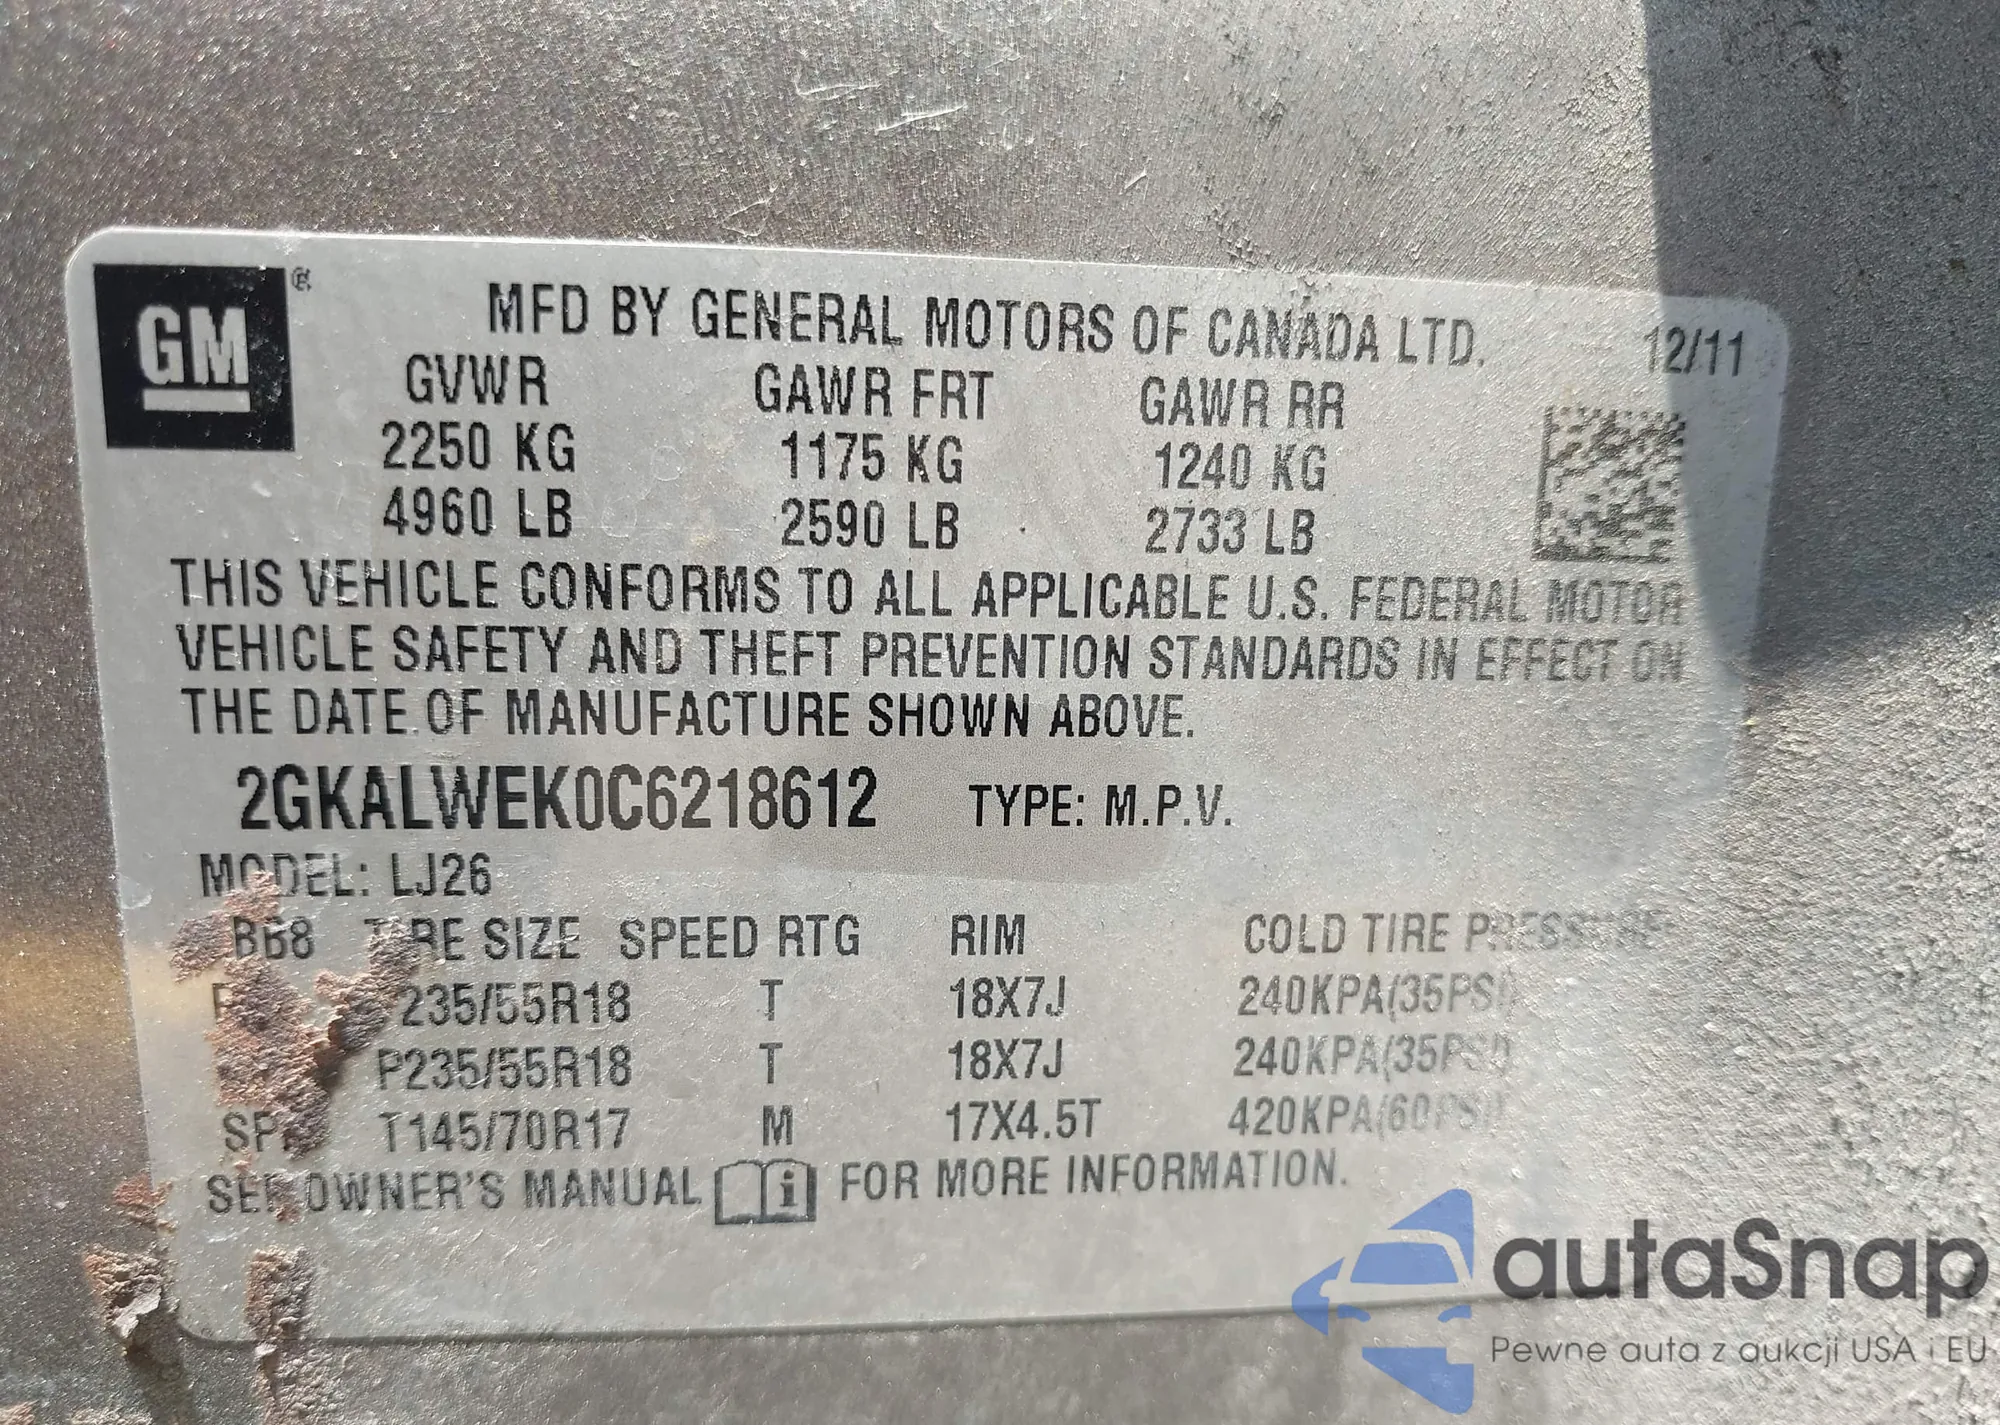 GM ®
MFD BY GENERAL MOTORS OF CANADA LTD.
12/11
GVWR GAWR FRT GAWR RR
2250 KG 1175 KG 1240 KG
4960 LB 2590 LB 2733 LB
THIS VEHICLE CONFORMS TO ALL APPLICABLE U.S. FEDERAL MOTOR
VEHICLE SAFETY AND THEFT PREVENTION STANDARDS IN EFFECT ON
THE DATE OF MANUFACTURE SHOWN ABOVE.
2GKALWEK0C6218612 TYPE: M.P.V.
MODEL: LJ26
BB8 TIRE SIZE SPEED RTG RIM COLD TIRE PRESSURE
235/55R18 T 18X7J 240KPA(35PSI)
P235/55R18 T 18X7J 240KPA(35PSI)
T145/70R17 M 17X4.5T 420KPA(60PSI)
SEE OWNER'S MANUAL i FOR MORE INFORMATION.
autaSnap
Pewne auta z aukcji USA i EU